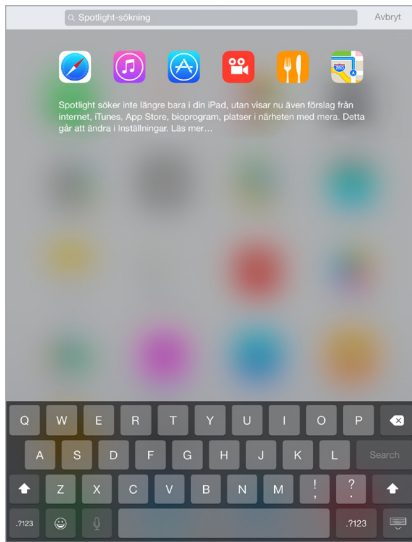 Spotlight-sökning Avbryt
Spotlight söker inte längre bara i din iPad, utan visar nu även förslag från
internet, iTunes, App Store, bioprogram, platser i närheten med mera. Detta
går att ändra i Inställningar. Läs mer...
Q W E R T Y U I O P
A S D F G H J K L Search
Z X C V B N M ! , ? .
.?123 .?123